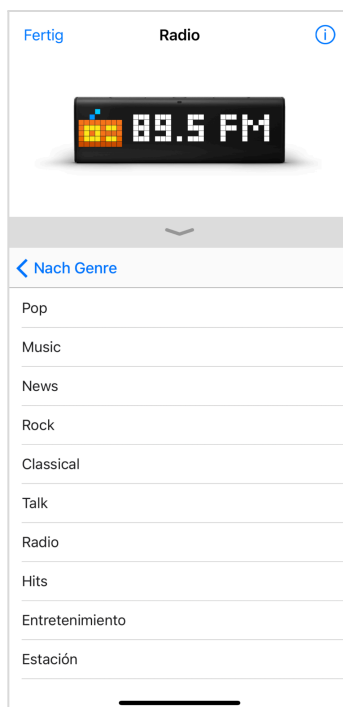 Fertig Radio
89.5 FM
Nach Genre
Pop
Music
News
Rock
Classical
Talk
Radio
Hits
Entretenimiento
Estación